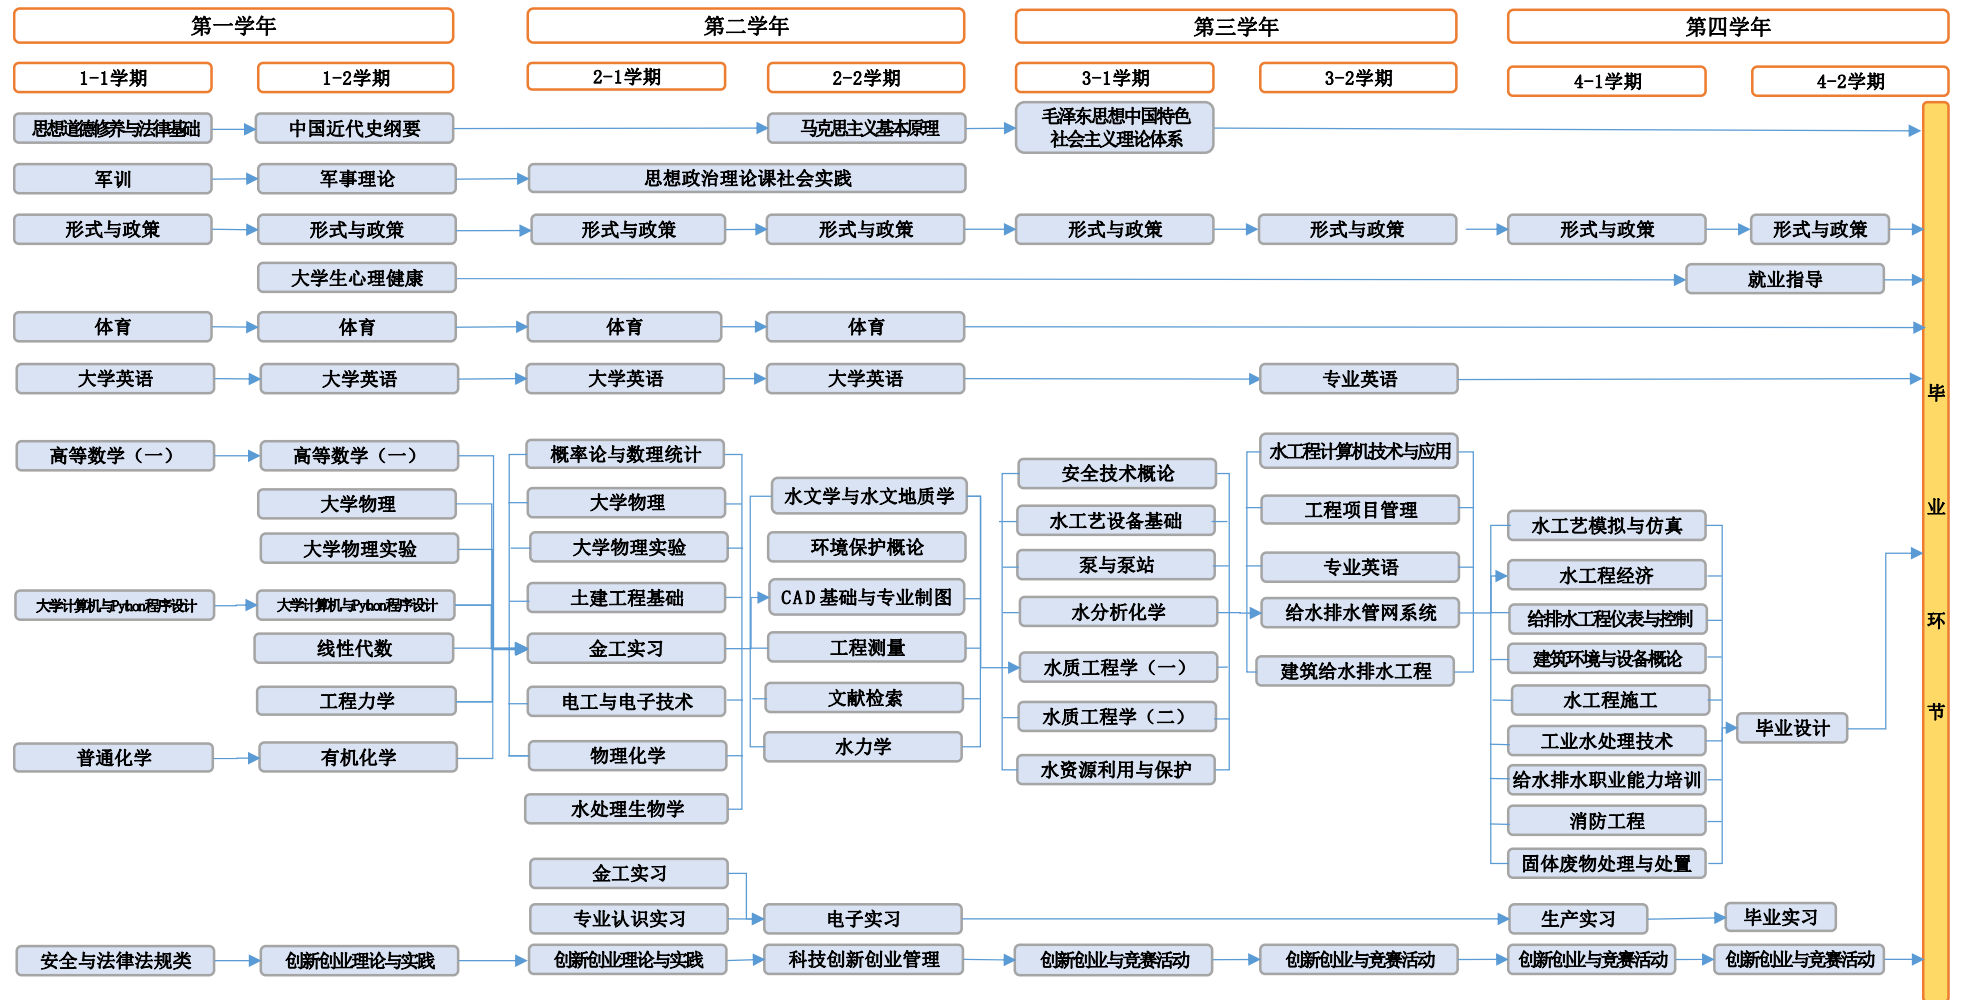 第一学年 第二学年 第三学年 第四学年
1-1学期 1-2学期 2-1学期 2-2学期 3-1学期 3-2学期 4-1学期 4-2学期
思想道德修养与法律基础 中国近代史纲要 马克思主义基本原理 毛泽东思想中国特色
社会主义理论体系
军训 军事理论 思想政治理论课社会实践
形式与政策 形式与政策 形式与政策 形式与政策 形式与政策 形式与政策 形式与政策 形式与政策
大学生心理健康 就业指导
体育 体育 体育 体育
大学英语 大学英语 大学英语 大学英语 专业英语
高等数学（一） 高等数学（一）
大学物理
大学物理实验
大学计算机与Python程序设计 大学计算机与Python程序设计
线性代数
工程力学
普通化学 有机化学
概率论与数理统计
大学物理
大学物理实验
土建工程基础
金工实习
电工与电子技术
物理化学
水处理生物学
水文学与水文地质学
环境保护概论
CAD基础与专业制图
工程测量
文献检索
水力学
安全技术概论
水工艺设备基础
泵与泵站
水分析化学
水质工程学（一）
水质工程学（二）
水资源利用与保护
水工程计算机技术与应用
工程项目管理
专业英语
给水排水管网系统
建筑给水排水工程
水工艺模拟与仿真
水工程经济
给排水工程仪表与控制
建筑环境与设备概论
水工程施工
工业水处理技术
给水排水职业能力培训
消防工程
固体废物处理与处置
毕业设计
金工实习
专业认识实习 电子实习 生产实习 毕业实习
安全与法律法规类 创新创业理论与实践 创新创业理论与实践 科技创新创业管理 创新创业与竞赛活动 创新创业与竞赛活动 创新创业与竞赛活动 创新创业与竞赛活动
毕业环节